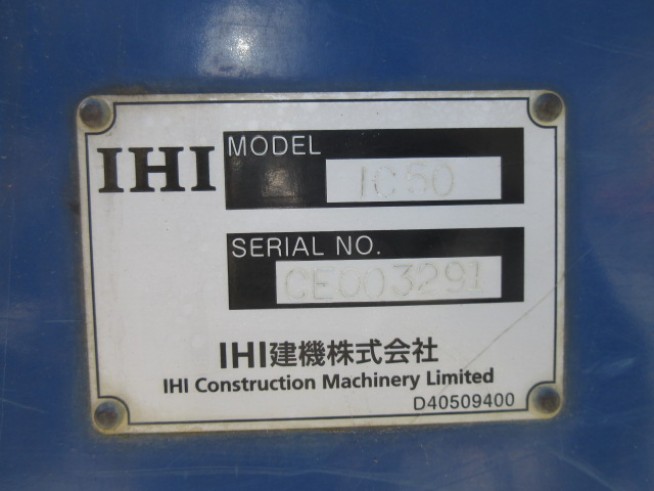 IHI
MODEL
IC50
SERIAL NO.
CE003291
IHI建機株式会社
IHI Construction Machinery Limited
D40509400